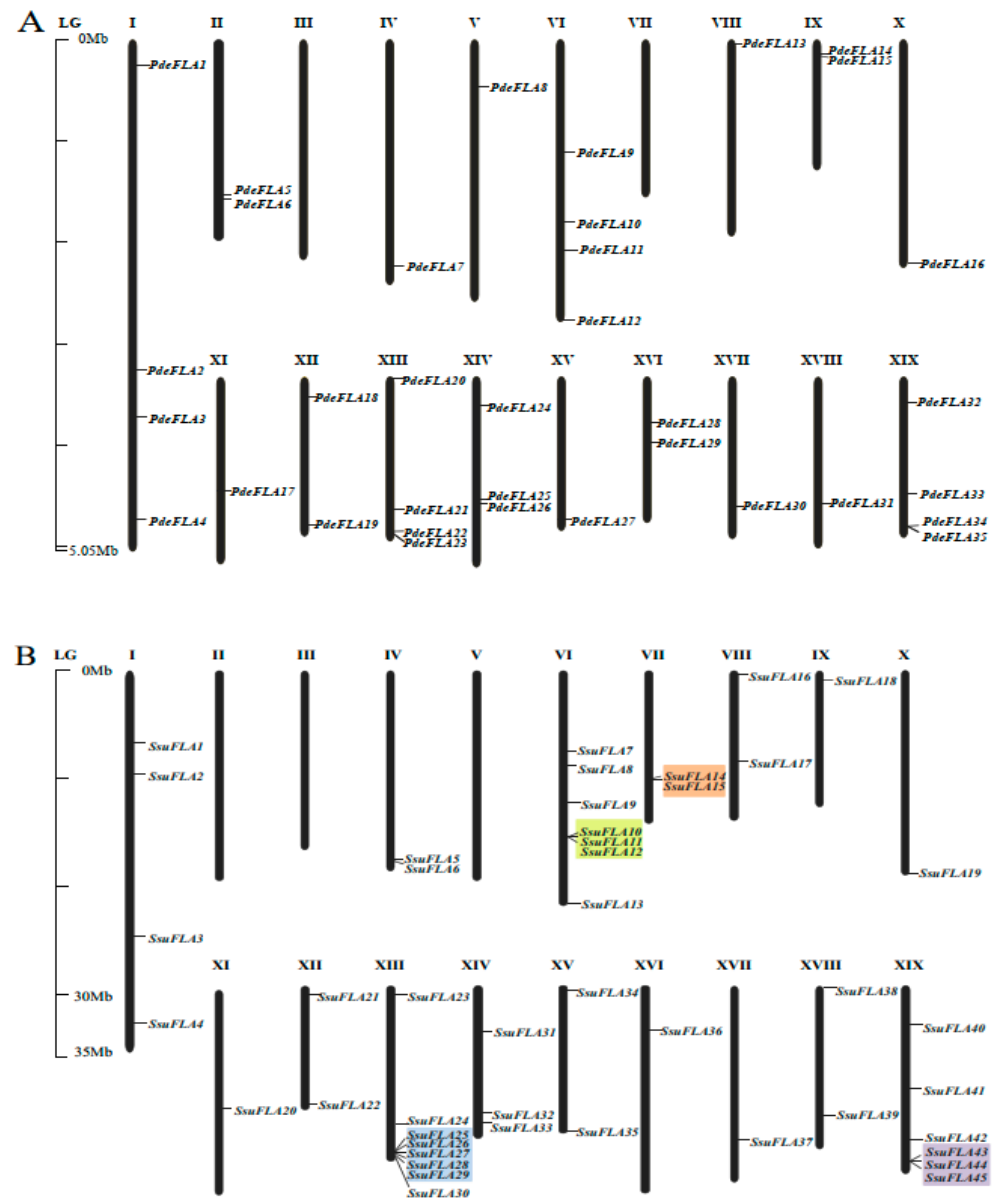 A
LG I II III IV V VI VII VIII IX X
0Mb
PdeFLA13
PdeFLA14
PdeFLA15
PdeFLA1
PdeFLA8
PdeFLA9
PdeFLA5
PdeFLA6
PdeFLA10
PdeFLA11
PdeFLA7
PdeFLA16
PdeFLA12
XI XII XIII XIV XV XVI XVII XVIII XIX
PdeFLA2
PdeFLA20
PdeFLA18
PdeFLA32
PdeFLA24
PdeFLA3
PdeFLA28
PdeFLA29
PdeFLA17
PdeFLA33
PdeFLA25
PdeFLA26
PdeFLA31
PdeFLA30
PdeFLA21
PdeFLA4
PdeFLA19
PdeFLA27
PdeFLA34
PdeFLA22
PdeFLA23
PdeFLA35
5.05Mb
B
LG I II III IV V VI VII VIII IX X
0Mb
SsuFLA16
SsuFLA18
SsuFLA1
SsuFLA7
SsuFLA17
SsuFLA8
SsuFLA2
SsuFLA14
SsuFLA15
SsuFLA9
SsuFLA10
SsuFLA11
SsuFLA12
SsuFLA5
SsuFLA6
SsuFLA19
SsuFLA13
SsuFLA3
XI XII XIII XIV XV XVI XVII XVIII XIX
SsuFLA38
SsuFLA34
30Mb
SsuFLA21
SsuFLA23
SsuFLA4
SsuFLA40
SsuFLA31
SsuFLA36
35Mb
SsuFLA41
SsuFLA22
SsuFLA20
SsuFLA32
SsuFLA39
SsuFLA24
SsuFLA33
SsuFLA35
SsuFLA25
SsuFLA26
SsuFLA27
SsuFLA28
SsuFLA29
SsuFLA30
SsuFLA37
SsuFLA42
SsuFLA43
SsuFLA44
SsuFLA45